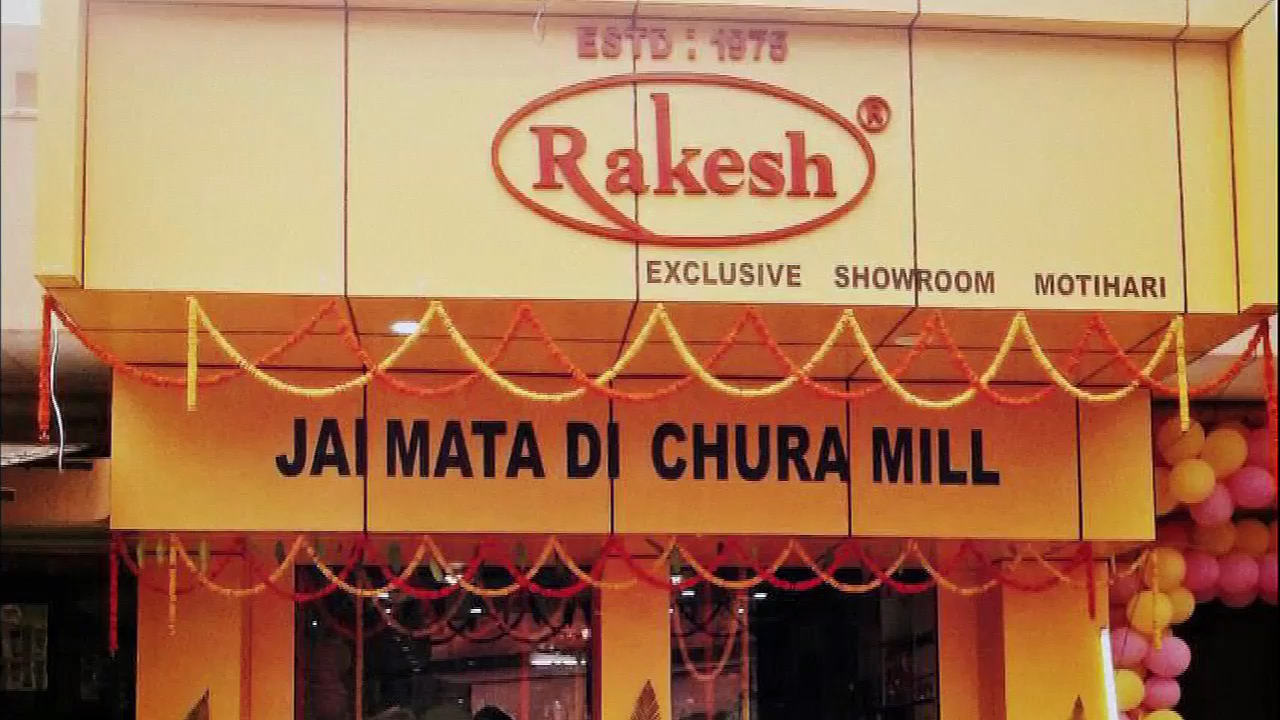 ESTD : 1975
Rakesh®
EXCLUSIVE SHOWROOM MOTIHARI
JAI MATA DI CHURA MILL